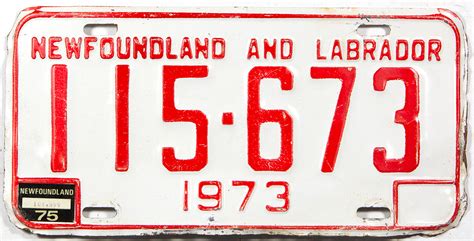 NEWFOUNDLAND AND LABRADOR
115-673
1973
NEWFOUNDLAND
75